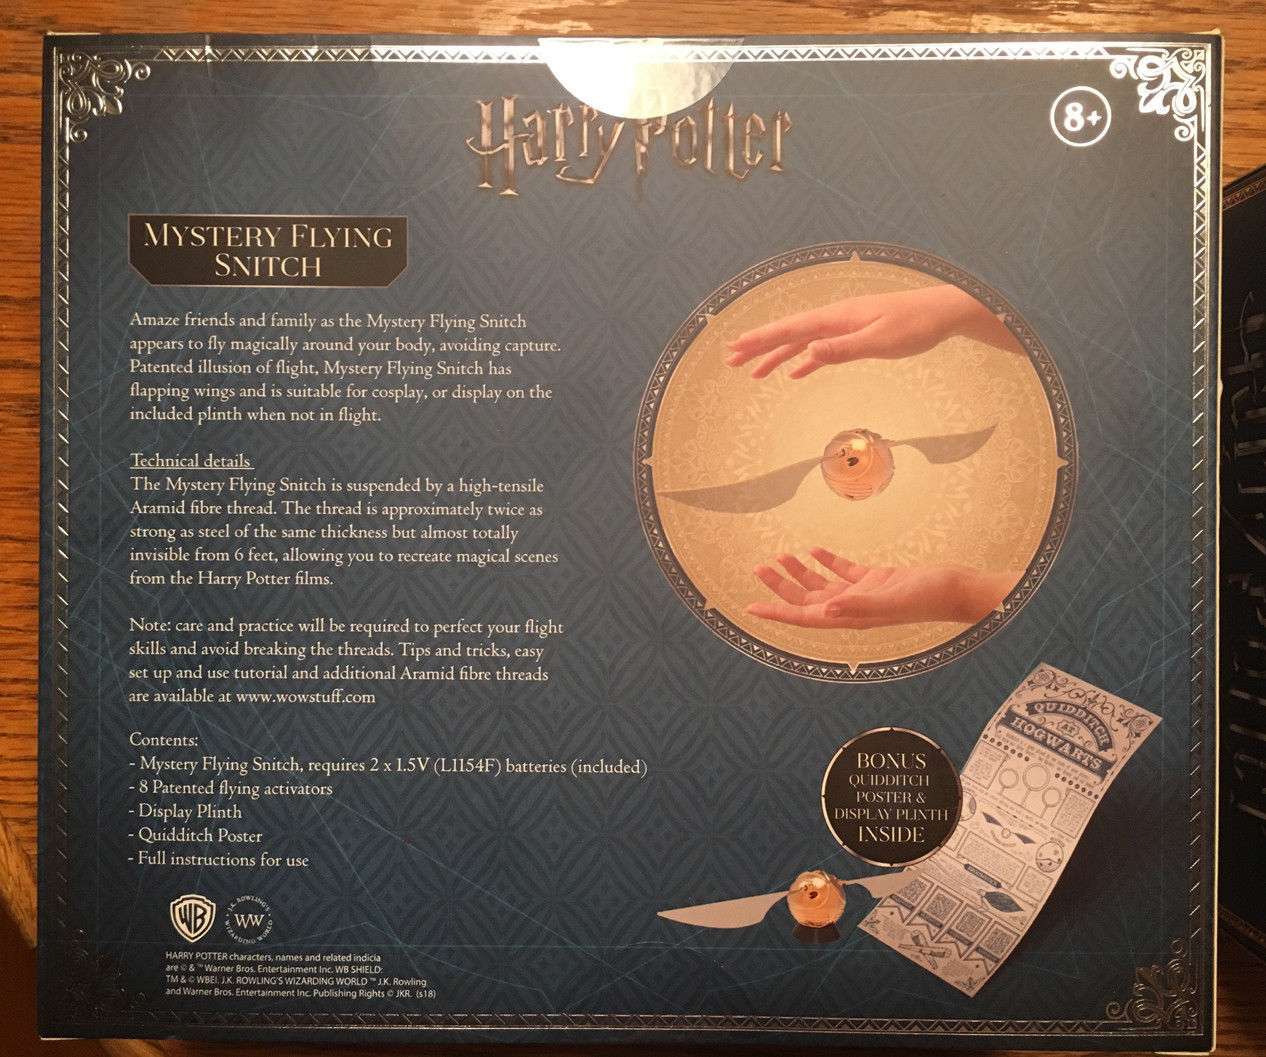 Harry Potter
8+
MYSTERY FLYING
SNITCH
Amaze friends and family as the Mystery Flying Snitch
appears to fly magically around your body, avoiding capture.
Patented illusion of flight, Mystery Flying Snitch has
flapping wings and is suitable for cosplay, or display on the
included plinth when not in flight.
Technical details
The Mystery Flying Snitch is suspended by a high-tensile
Aramid fibre thread. The thread is approximately twice as
strong as steel of the same thickness but almost totally
invisible from 6 feet, allowing you to recreate magical scenes
from the Harry Potter films.
Note: care and practice will be required to perfect your flight
skills and avoid breaking the threads. Tips and tricks, easy
set up and use tutorial and additional Aramid fibre threads
are available at www.wowstuff.com
Contents:
- Mystery Flying Snitch, requires 2 x 1.5V (L1154F) batteries (included)
- 8 Patented flying activators
- Display Plinth
- Quidditch Poster
- Full instructions for use
BONUS
QUIDDITCH
POSTER &
DISPLAY PLINTH
INSIDE
QUIDDITCH
AT
HOGWARTS
WB
J.K. ROWLING'S
WW
WIZARDING WORLD
HARRY POTTER characters, names and related indicia
are © & ™ Warner Bros. Entertainment Inc. WB SHIELD:
TM & © WBEI. J.K. ROWLING'S WIZARDING WORLD ™ J.K. Rowling
and Warner Bros. Entertainment Inc. Publishing Rights © JKR. (s18)